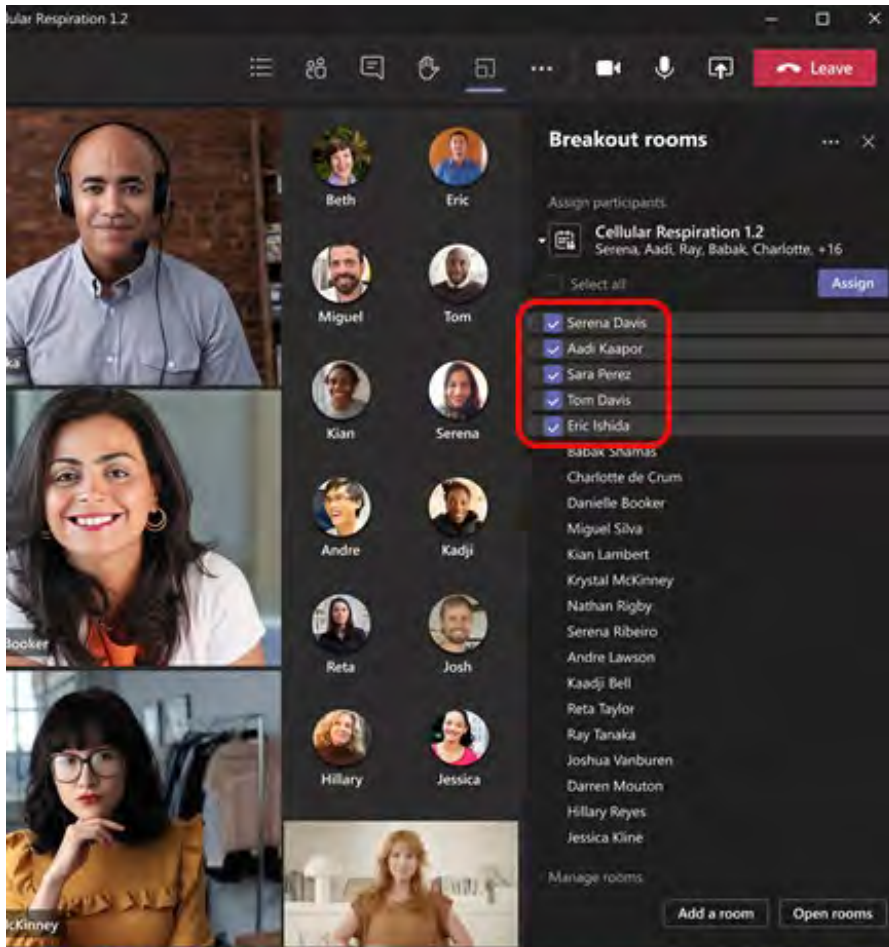 ular Respiration 1.2
Leave
Beth
Eric
Miguel
Tom
Kian
Serena
Andre
Kadji
Reta
Josh
Hillary
Jessica
ka
Booker
cKinney
Breakout rooms
Assign participants
Cellular Respiration 1.2
Serena, Aadi, Ray, Babak, Charlotte, +16
Select all
Assign
Serena Davis
Aadi Kaapor
Sara Perez
Tom Davis
Eric Ishida
Babak Shamas
Charlotte de Crum
Danielle Booker
Miguel Silva
Kian Lambert
Krystal McKinney
Nathan Rigby
Serena Ribeiro
Andre Lawson
Kaadji Bell
Reta Taylor
Ray Tanaka
Joshua Vanburen
Darren Mouton
Hillary Reyes
Jessica Kline
Manage rooms
Add a room
Open rooms